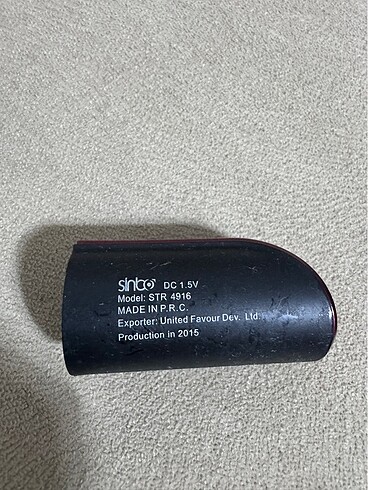 sinbo DC 1.5V
Model: STR 4916
MADE IN P.R.C.
Exporter: United Favour Dev. Ltd.
Production in 2015